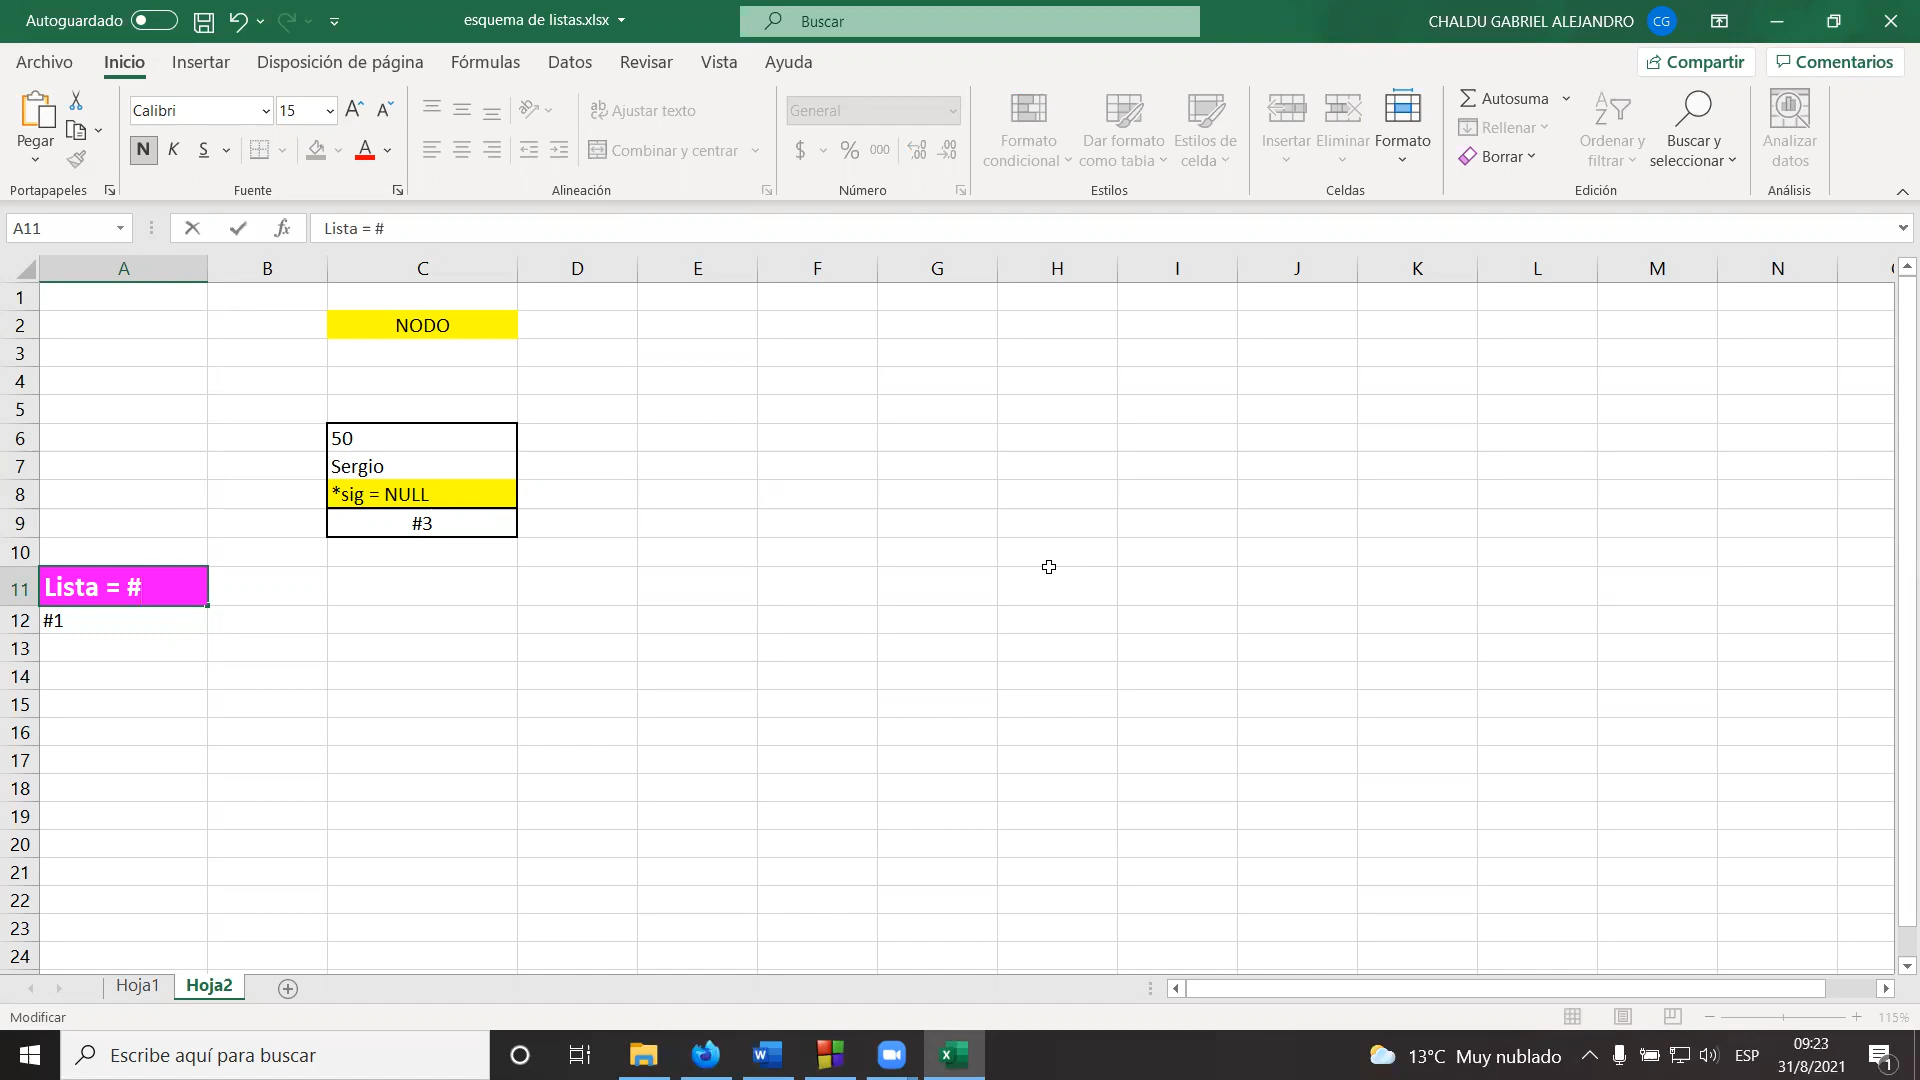 Autoguardado
esquema de listas.xlsx
Buscar
CHALDU GABRIEL ALEJANDRO
CG
Archivo Inicio Insertar Disposición de página Fórmulas Datos Revisar Vista Ayuda
Compartir Comentarios
Pegar
Portapapeles
Calibri 15
N K S
Fuente
Ajustar texto
Combinar y centrar
Alineación
General
$ % 000
Número
Formato condicional
Dar formato como tabla
Estilos de celda
Estilos
Insertar Eliminar Formato
Celdas
Autosuma
Rellenar
Borrar
Ordenar y filtrar
Buscar y seleccionar
Edición
Analizar datos
Análisis
A11
fx
Lista = #
A B C D E F G H I J K L M N
1
2 NODO
3
4
5
6 50
7 Sergio
8 *sig = NULL
9 #3
10
11 Lista = #
12 #1
13
14
15
16
17
18
19
20
21
22
23
24
Hoja1 Hoja2
Modificar
115%
Escribe aquí para buscar
13°C Muy nublado
ESP
09:23
31/8/2021
1